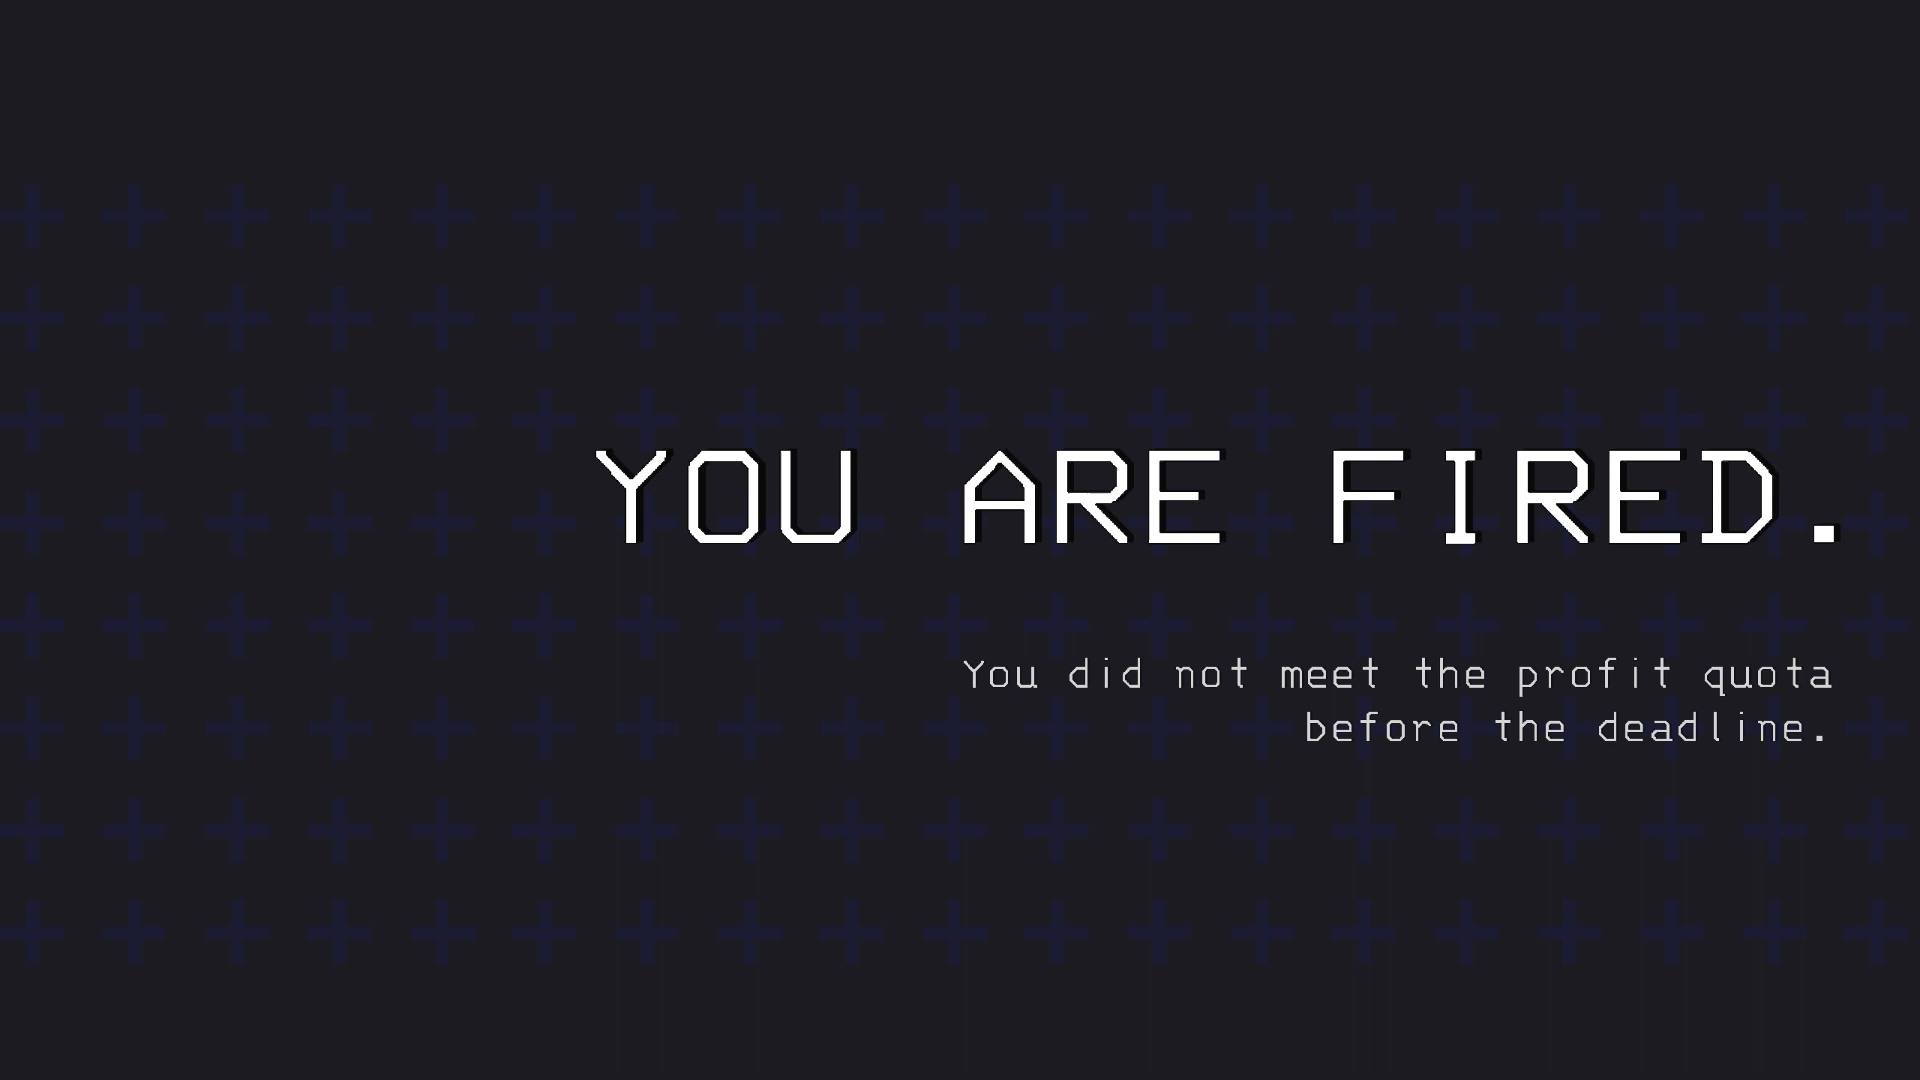 YOU ARE FIRED.
You did not meet the profit quota
before the deadline.